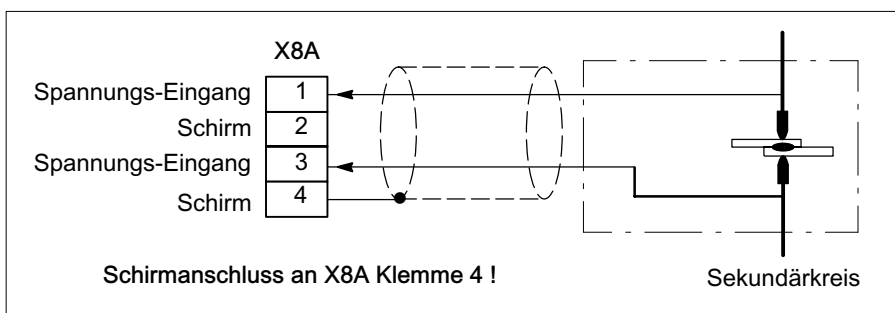 X8A
Spannungs-Eingang 1
Schirm 2
Spannungs-Eingang 3
Schirm 4
Schirmanschluss an X8A Klemme 4 !
Sekundärkreis